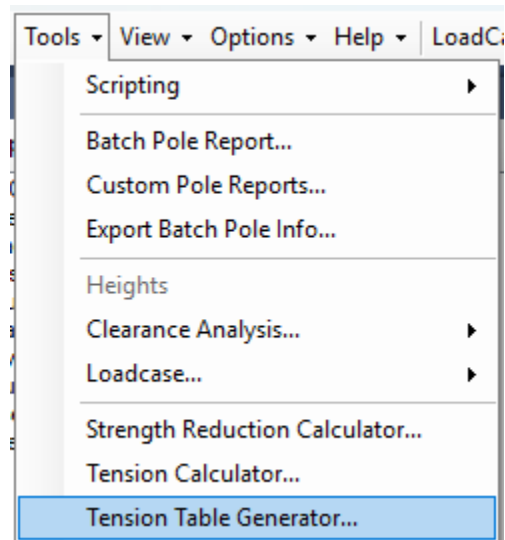 Tools View Options Help LoadCa
Scripting
Batch Pole Report...
Custom Pole Reports...
Export Batch Pole Info...
Heights
Clearance Analysis...
Loadcase...
Strength Reduction Calculator...
Tension Calculator...
Tension Table Generator...